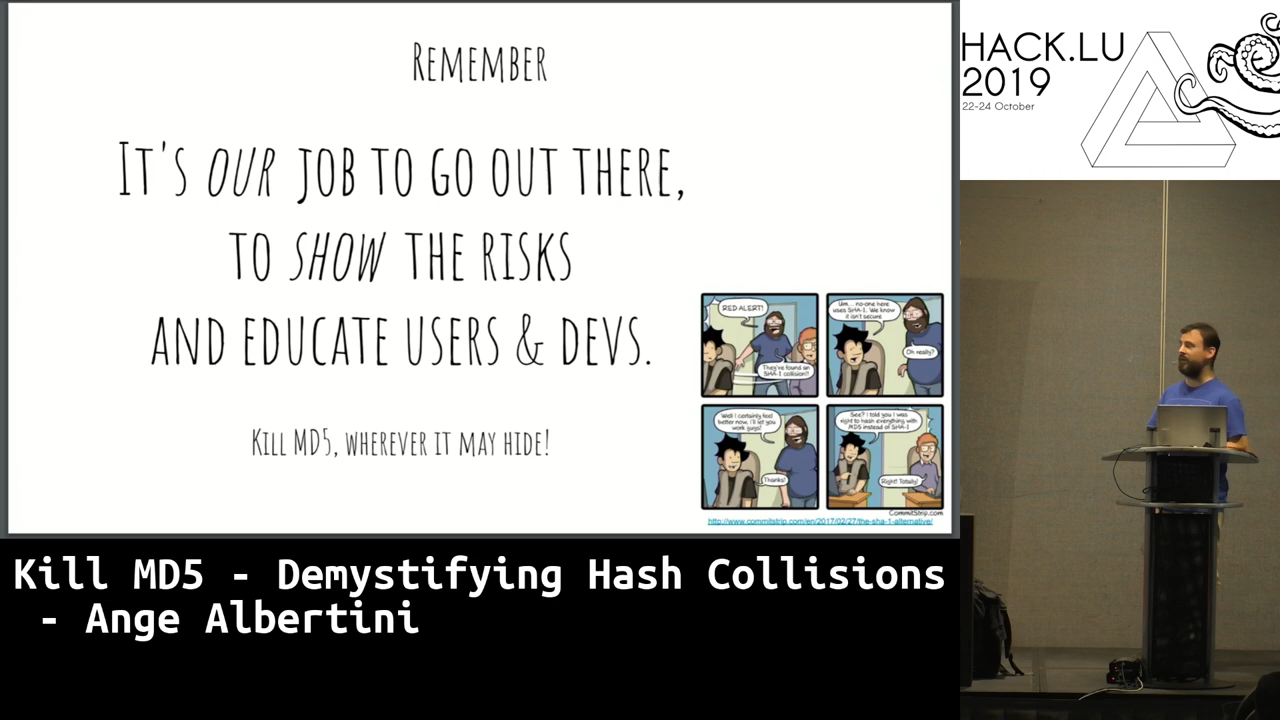 REMEMBER
IT'S OUR JOB TO GO OUT THERE,
TO SHOW THE RISKS
AND EDUCATE USERS & DEVS.
KILL MD5, WHEREVER IT MAY HIDE!
RED ALERT!
They've found an
SHA-1 collision!!
Um... no-one here
uses SHA-1. We know
it isn't secure
Oh really?
Well I certainly feel
better now, i'll let you
work guys!
Thanks!
See? I told you I was
right to hash everything with
MD5 instead of SHA-1
Right! Totally!
CommitStrip.com
http://www.commitstrip.com/en/2017/02/27/the-sha-1-alternative/
HACK.LU
2019
22-24 October
Kill MD5 - Demystifying Hash Collisions
- Ange Albertini